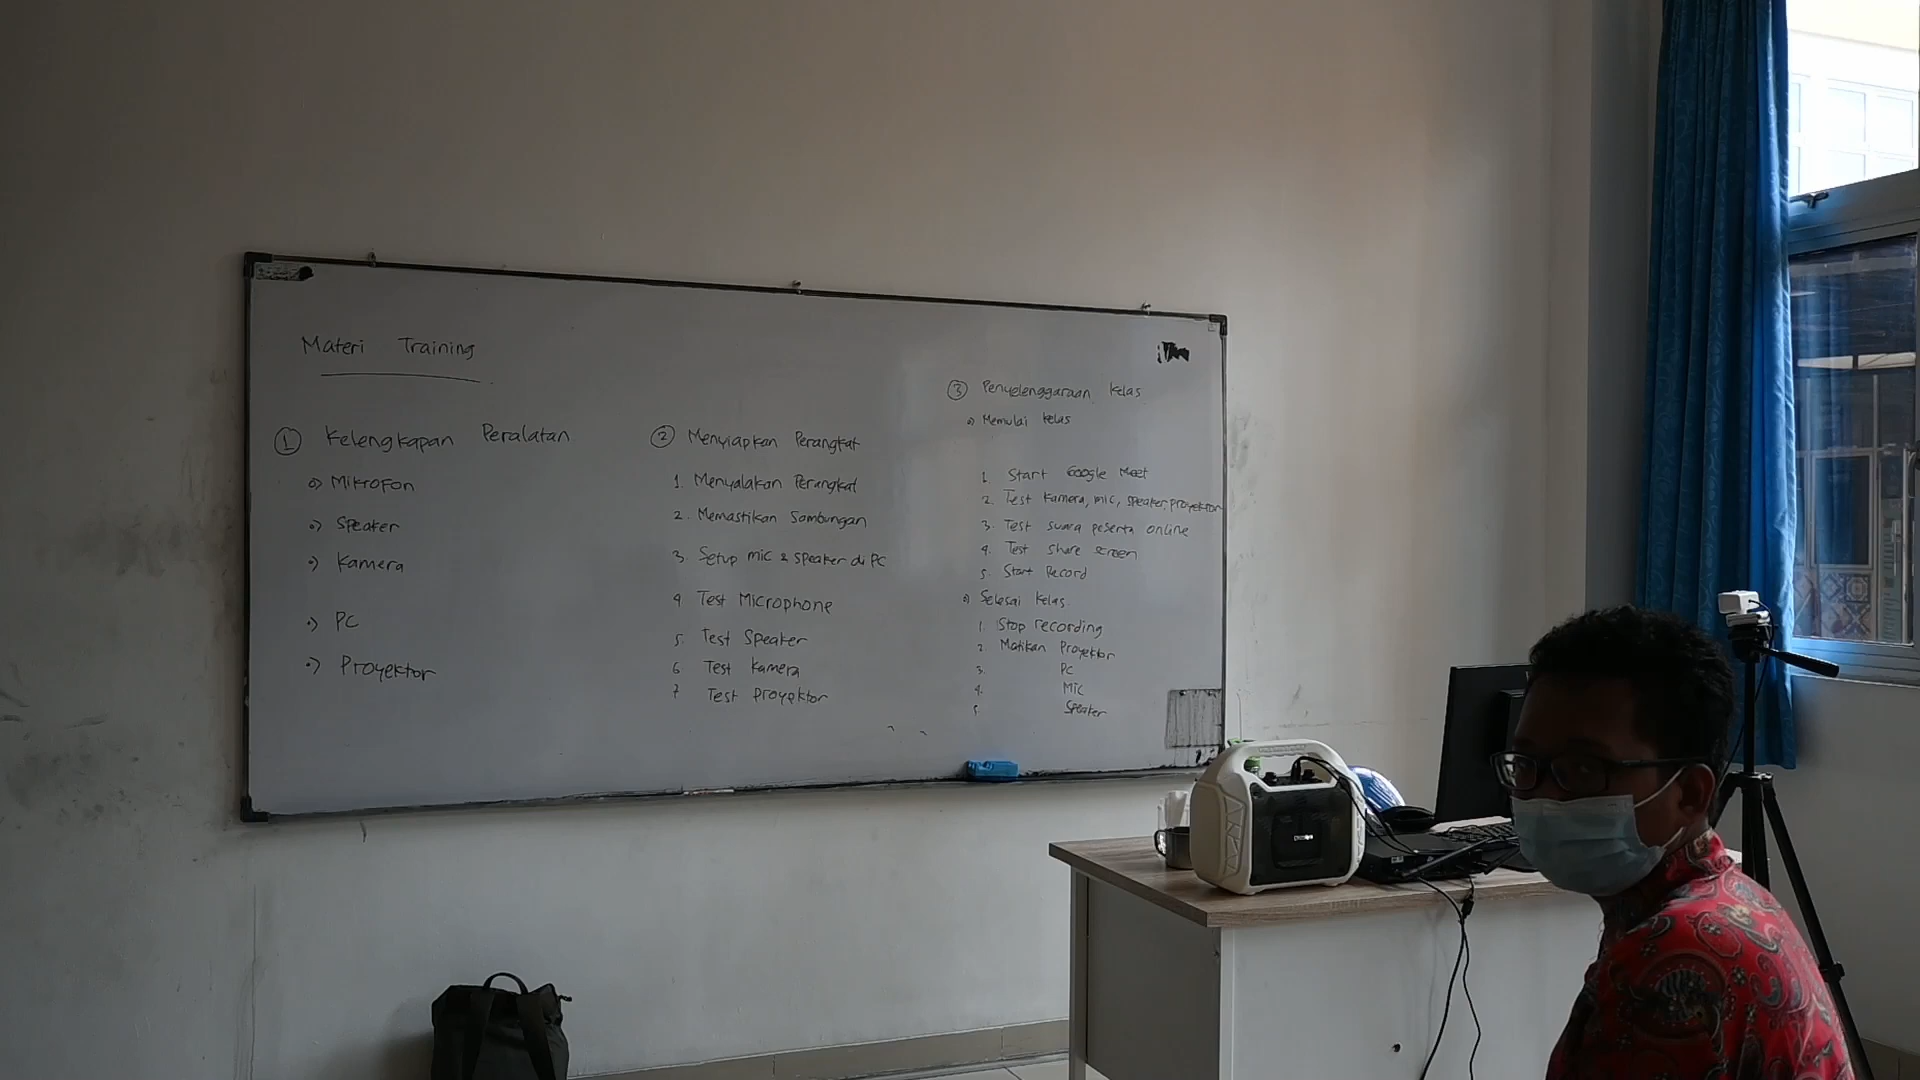 Materi Training
① Kelengkapan Peralatan
•) Mikrofon
•) Speaker
•) Kamera
•) PC
•) Proyektor
② Menyiapkan Perangkat
1. Menyalakan Perangkat
2. Memastikan Sambungan
3. Setup mic & speaker di PC
4. Test Microphone
5. Test Speaker
6 Test Kamera
7 Test Proyektor
③ Penyelenggaraan Kelas
•) Memulai Kelas
1. Start Google Meet
2. Test Kamera, mic, speaker, proyektor
3. Test suara peserta online
4. Test share screen
5. Start Record
•) Selesai Kelas
1. Stop recording
2 Matikan Proyektor
3. PC
4. Mic
5 Speaker